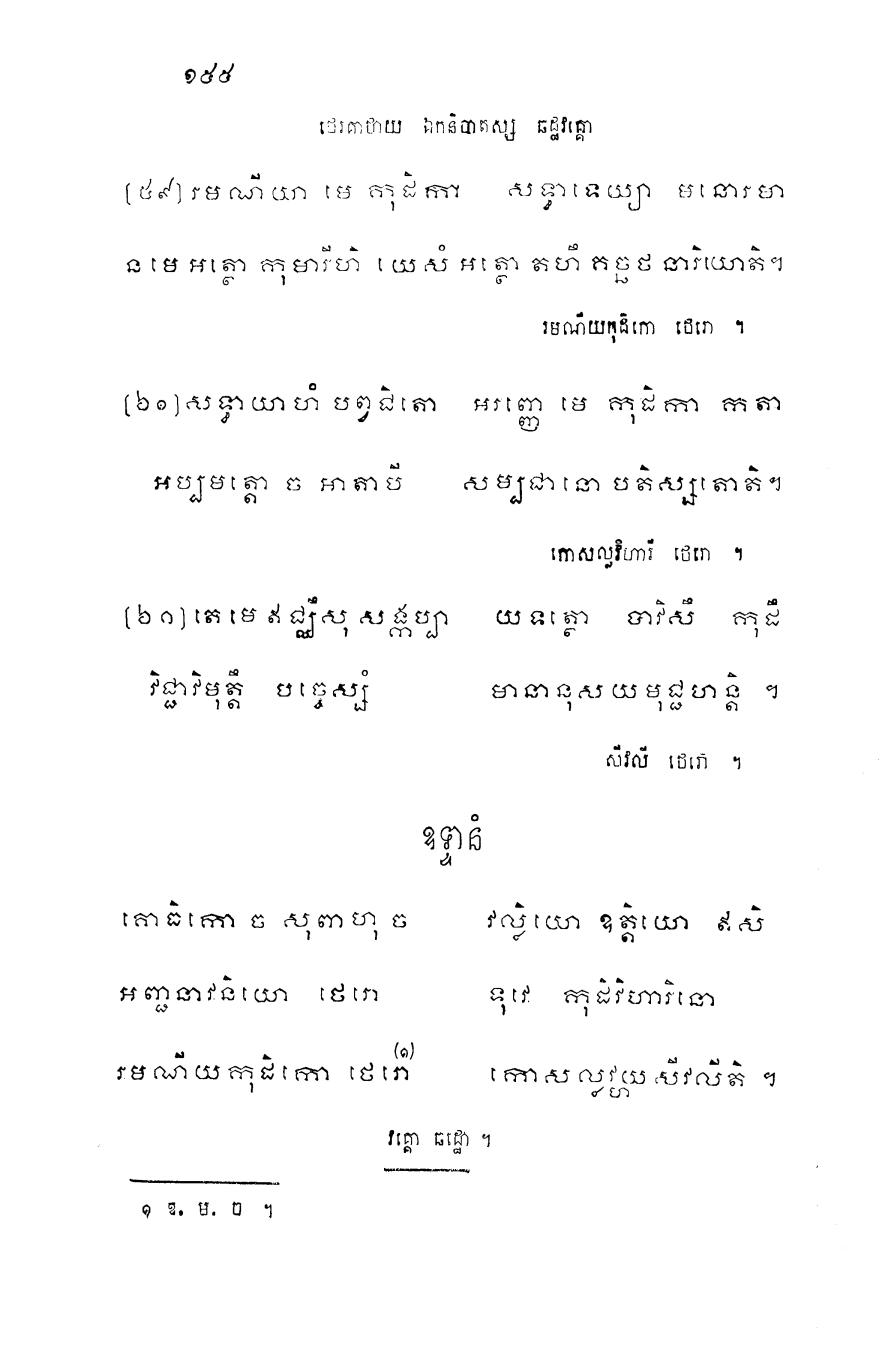 ១៥៥
ថេរគាថាយ ឯកនិបាតស្ស ឆដ្ឋវគ្គោ
[៥៩] រមណីយា មេ កុដិកា សទ្ធាទេយ្យា មនោរមា
ន មេ អត្ថោ កុមារីហិ យេសំ អត្ថោ តហឹ គច្ឆថ នារិយោតិ។
រមណីយកុដិកោ ថេរោ ។
[៦០] សទ្ធាយាហំ បព្វជិតោ អរញ្ញេ មេ កុដិកា កតា
អប្បមត្តោ ច អាតាបី សម្បជានោ បតិស្សតោតិ។
កោសល្លវិហារី ថេរោ ។
[៦១] តេ មេ ឥជ្ឈឹសុ សង្កប្បា យទត្ថោ បាវិសឹ កុដឹ
វិជ្ជាវិមុត្តឹ បច្ចេស្សំ មានានុសយមុជ្ជហន្តិ ។
សីវលី ថេរោ ។
ឧទ្ទានំ
គោធិកោ ច សុពាហុ ច វល្លិយោ ឧត្តិយោ ឥសិ
អញ្ជនាវនិយោ ថេរោ ទុវេ កុដិវិហារិនោ
រមណីយកុដិកោ ថេរោ (១) កោសល្លវ្ហយសីវលីតិ ។
វគ្គោ ឆដ្ឋោ ។
១ ឱ. ម. ច ។